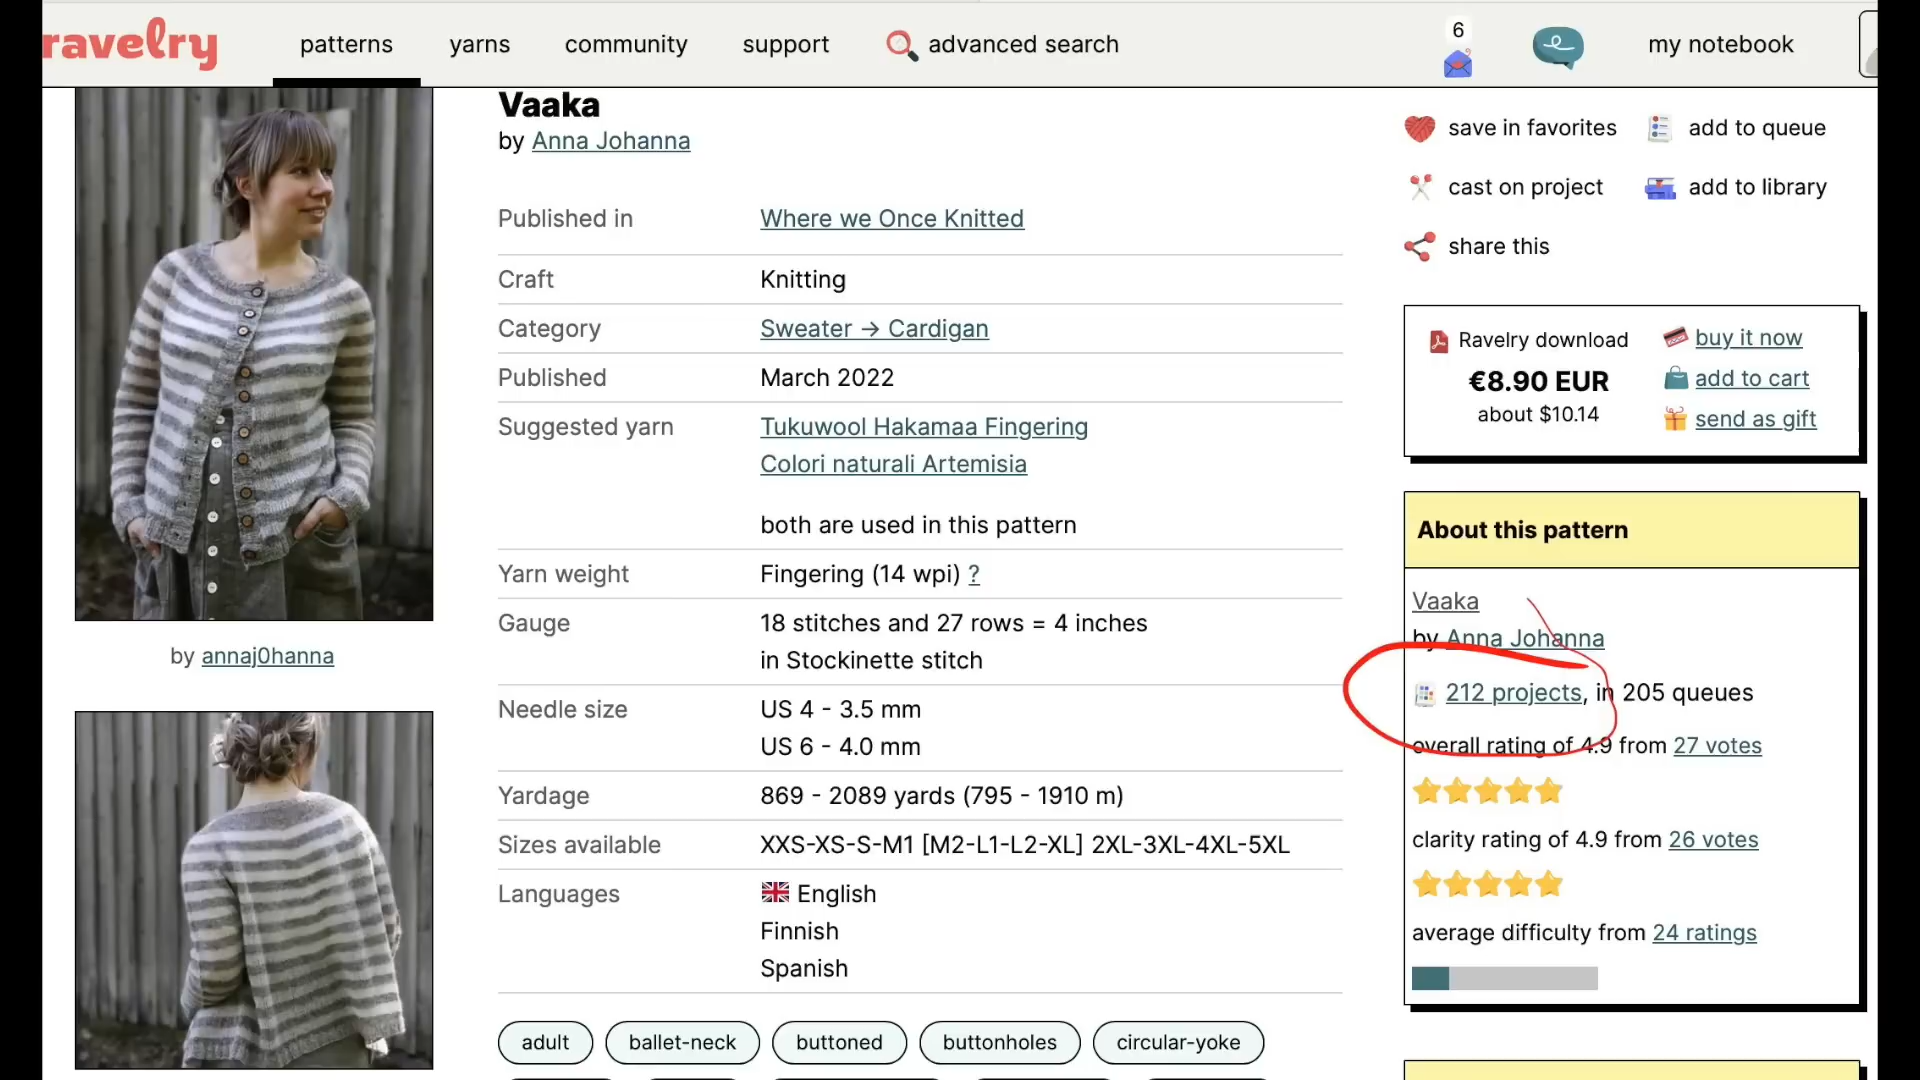 ravelry
patterns
yarns
community
support
advanced search
6
my notebook
Vaaka
by Anna Johanna
Published in Where we Once Knitted
Craft Knitting
Category Sweater → Cardigan
Published March 2022
Suggested yarn Tukuwool Hakamaa Fingering
Colori naturali Artemisia
both are used in this pattern
Yarn weight Fingering (14 wpi) ?
Gauge 18 stitches and 27 rows = 4 inches
in Stockinette stitch
Needle size US 4 - 3.5 mm
US 6 - 4.0 mm
Yardage 869 - 2089 yards (795 - 1910 m)
Sizes available XXS-XS-S-M1 [M2-L1-L2-XL] 2XL-3XL-4XL-5XL
Languages English
Finnish
Spanish
adult
ballet-neck
buttoned
buttonholes
circular-yoke
by annaj0hanna
save in favorites
add to queue
cast on project
add to library
share this
Ravelry download
€8.90 EUR
about $10.14
buy it now
add to cart
send as gift
About this pattern
Vaaka
by Anna Johanna
212 projects, in 205 queues
overall rating of 4.9 from 27 votes
clarity rating of 4.9 from 26 votes
average difficulty from 24 ratings